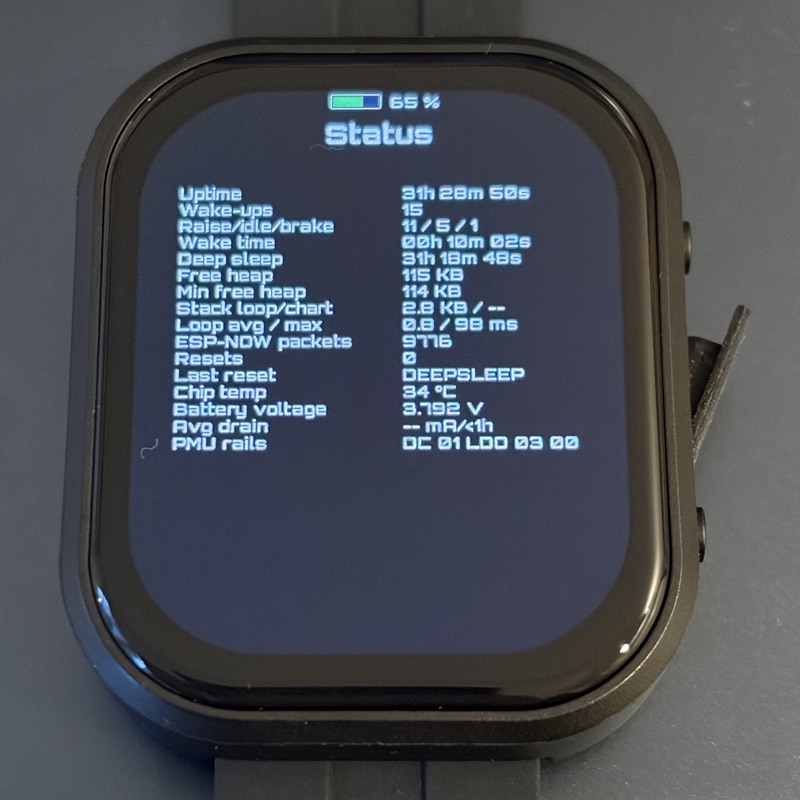 65 %
Status
Uptime 31h 28m 50s
Wake-ups 15
Raise/idle/brake 11 / 5 / 1
Wake time 00h 10m 02s
Deep sleep 31h 18m 48s
Free heap 115 KB
Min free heap 114 KB
Stack loop/chart 2.8 KB / --
Loop avg / max 0.8 / 98 ms
ESP-NOW packets 9776
Resets 0
Last reset DEEPSLEEP
Chip temp 34 °C
Battery voltage 3.792 V
Avg drain -- mA/<1h
PMU rails DC 01 LDO 03 00